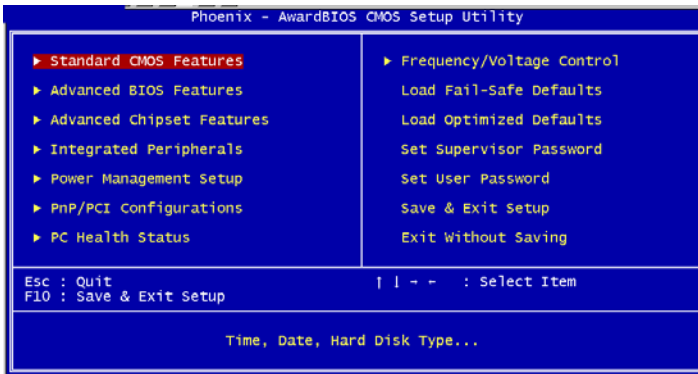 Phoenix - AwardBIOS CMOS Setup Utility
▶ Standard CMOS Features
▶ Advanced BIOS Features
▶ Advanced Chipset Features
▶ Integrated Peripherals
▶ Power Management Setup
▶ PnP/PCI Configurations
▶ PC Health Status
▶ Frequency/Voltage Control
Load Fail-Safe Defaults
Load Optimized Defaults
Set Supervisor Password
Set User Password
Save & Exit Setup
Exit Without Saving
Esc : Quit
F10 : Save & Exit Setup
↑ ↓ → ← : Select Item
Time, Date, Hard Disk Type...